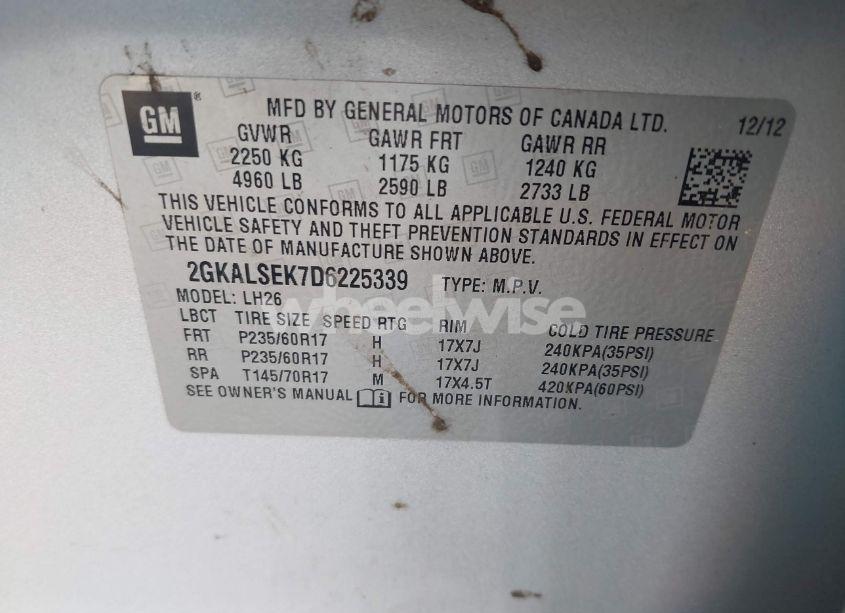 GM ® MFD BY GENERAL MOTORS OF CANADA LTD. 12/12
GVWR GAWR FRT GAWR RR
2250 KG 1175 KG 1240 KG
4960 LB 2590 LB 2733 LB
THIS VEHICLE CONFORMS TO ALL APPLICABLE U.S. FEDERAL MOTOR
VEHICLE SAFETY AND THEFT PREVENTION STANDARDS IN EFFECT ON
THE DATE OF MANUFACTURE SHOWN ABOVE.
2GKALSEK7D6225339 TYPE: M.P.V.
MODEL: LH26
wheelwise
LBCT TIRE SIZE SPEED RTG RIM COLD TIRE PRESSURE
FRT P235/60R17 H 17X7J 240KPA(35PSI)
RR P235/60R17 H 17X7J 240KPA(35PSI)
SPA T145/70R17 M 17X4.5T 420KPA(60PSI)
SEE OWNER'S MANUAL FOR MORE INFORMATION.